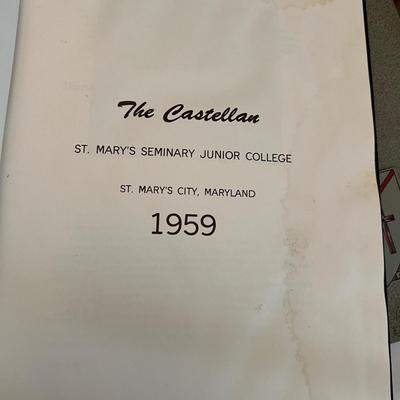 The Castellan
ST. MARY'S SEMINARY JUNIOR COLLEGE
ST. MARY'S CITY, MARYLAND
1959